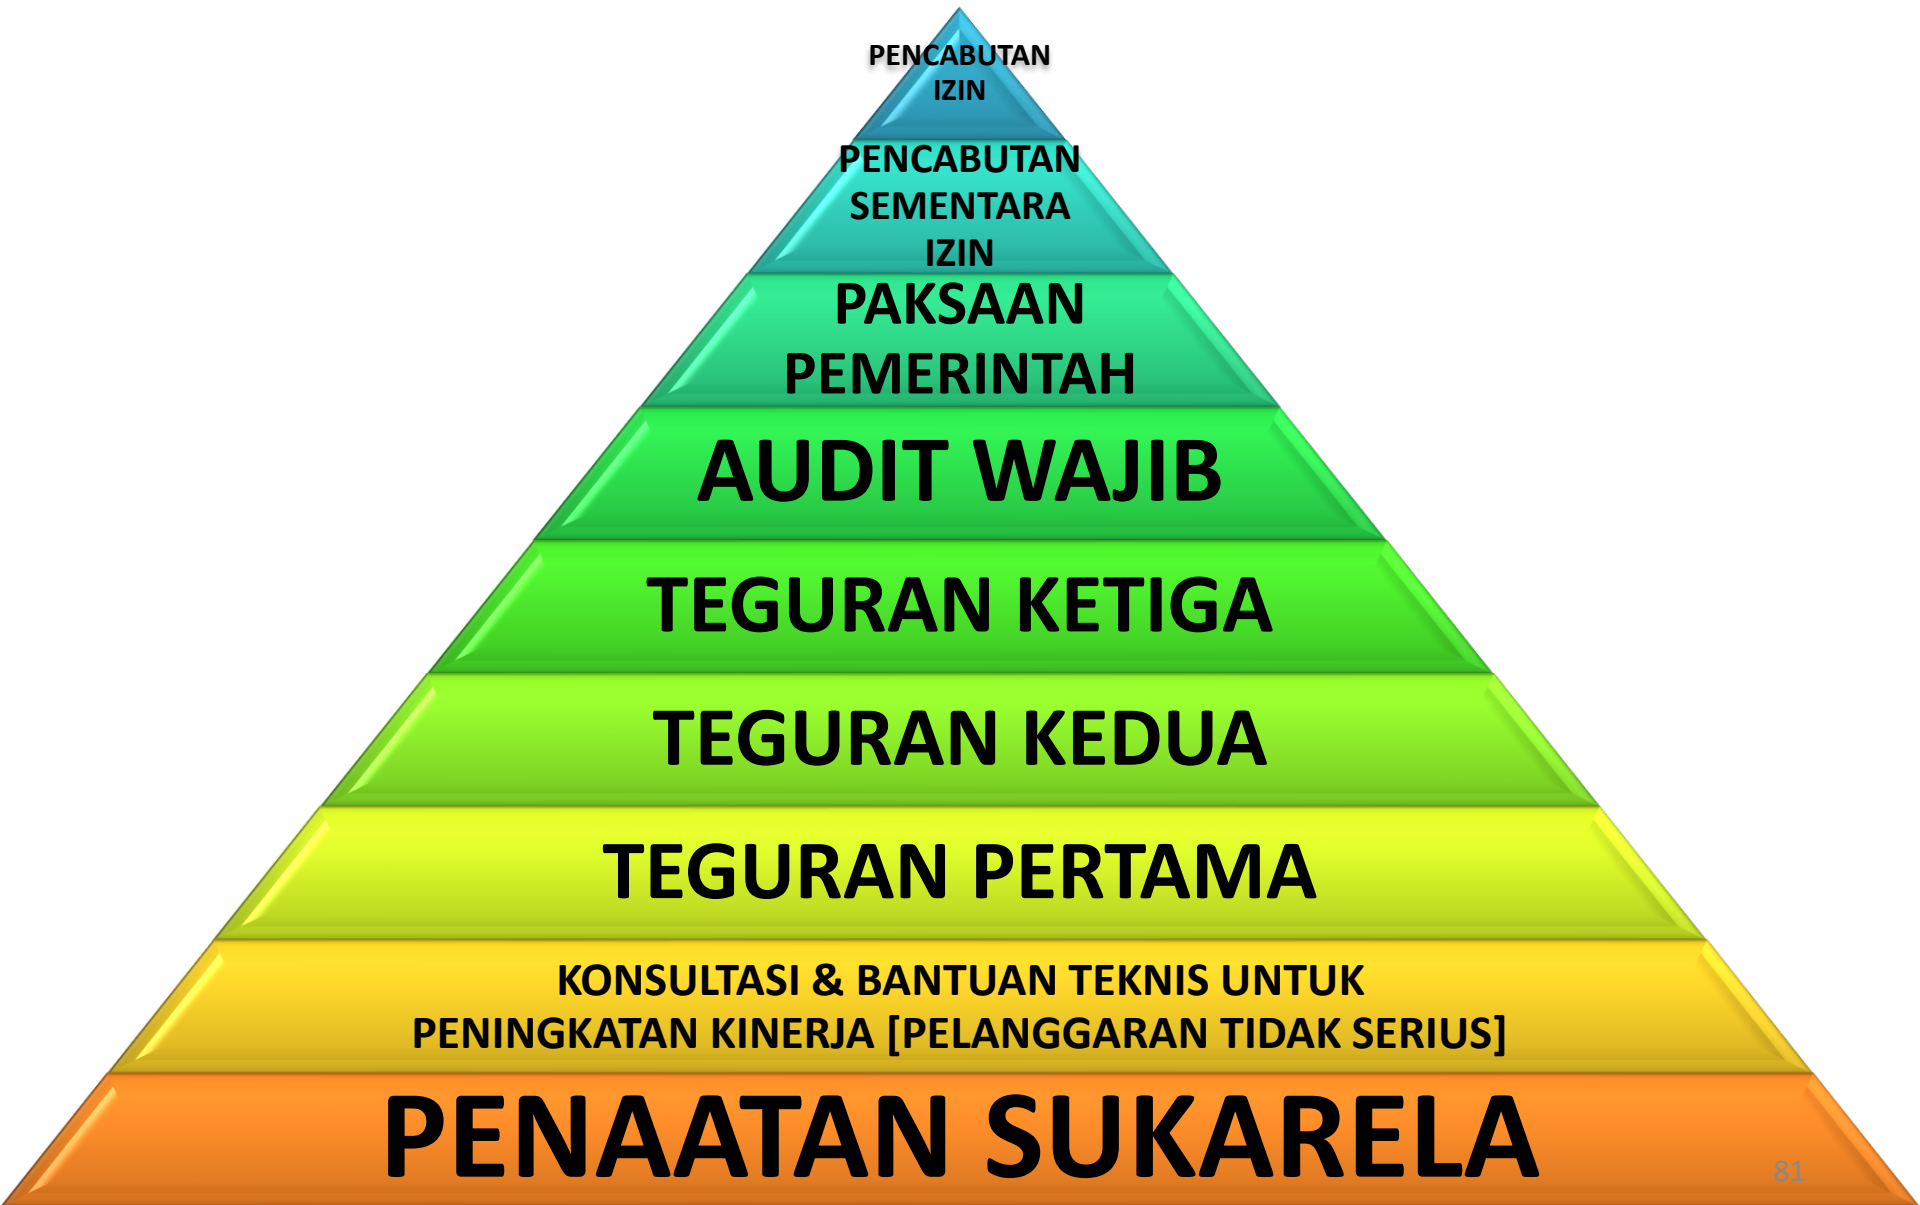 PENCABUTAN
IZIN
PENCABUTAN
SEMENTARA
IZIN
PAKSAAN
PEMERINTAH
AUDIT WAJIB
TEGURAN KETIGA
TEGURAN KEDUA
TEGURAN PERTAMA
KONSULTASI & BANTUAN TEKNIS UNTUK
PENINGKATAN KINERJA [PELANGGARAN TIDAK SERIUS]
PENAATAN SUKARELA
81